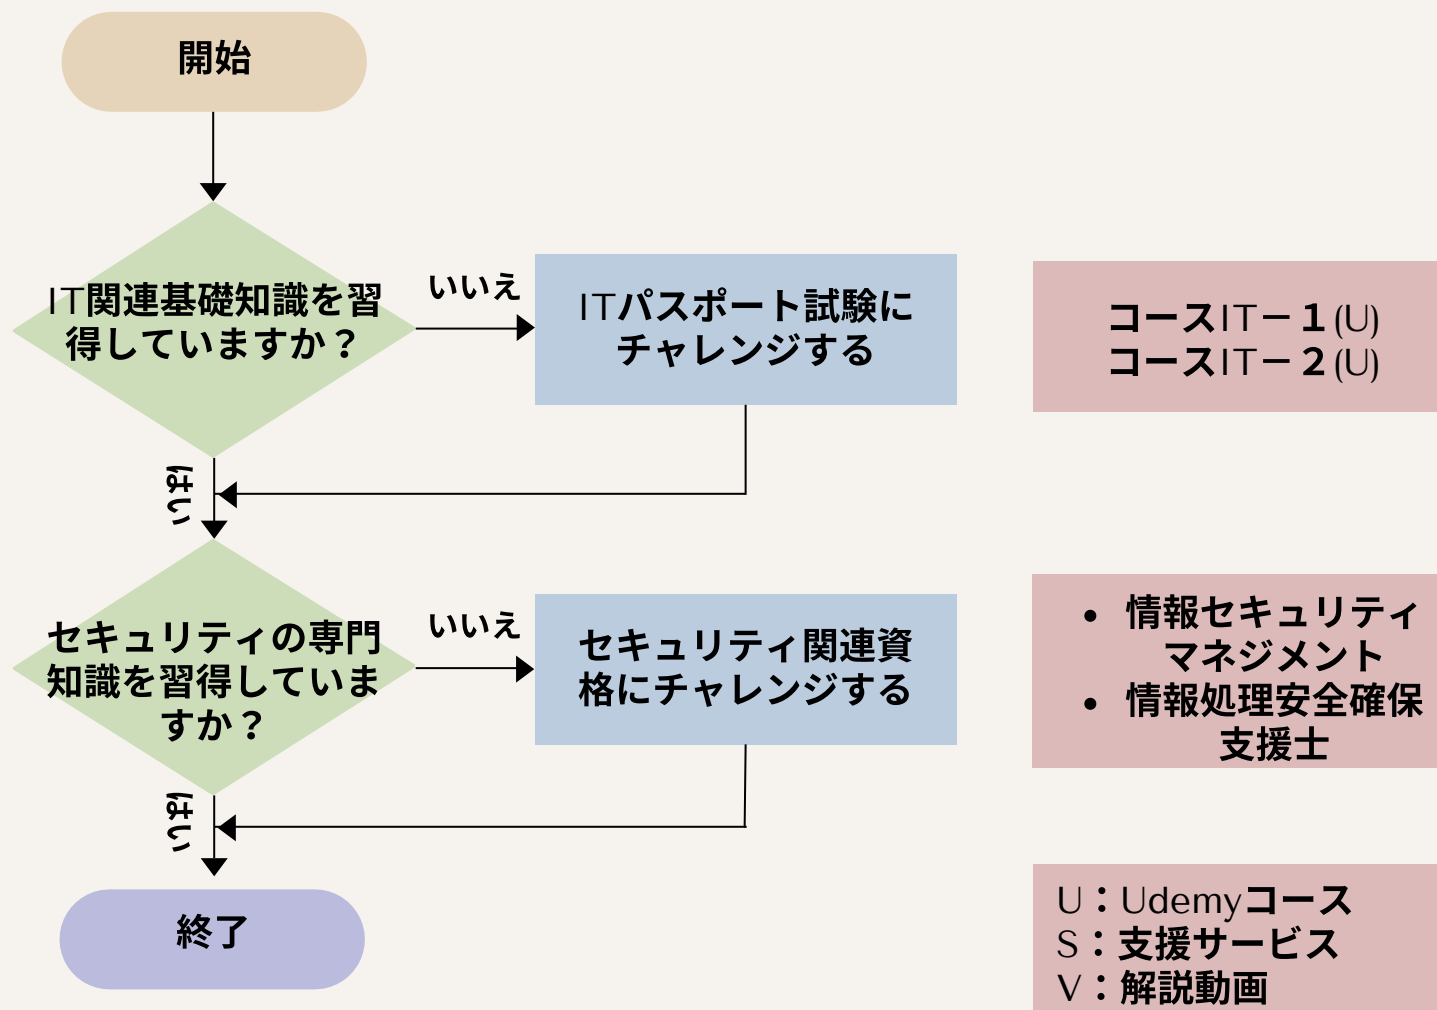 開始
IT関連基礎知識を習
得していますか？
いいえ
ITパスポート試験に
チャレンジする
コースIT－１(U)
コースIT－２(U)
はい
セキュリティの専門
知識を習得していま
すか？
いいえ
セキュリティ関連資
格にチャレンジする
• 情報セキュリティ
マネジメント
• 情報処理安全確保
支援士
はい
終了
U：Udemyコース
S：支援サービス
V：解説動画